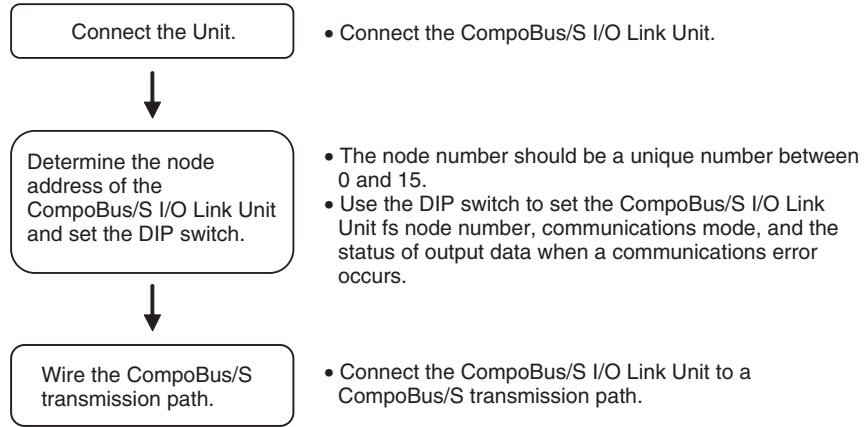 Connect the Unit.
• Connect the CompoBus/S I/O Link Unit.
Determine the node
address of the
CompoBus/S I/O Link Unit
and set the DIP switch.
• The node number should be a unique number between
0 and 15.
• Use the DIP switch to set the CompoBus/S I/O Link
Unit fs node number, communications mode, and the
status of output data when a communications error
occurs.
Wire the CompoBus/S
transmission path.
• Connect the CompoBus/S I/O Link Unit to a
CompoBus/S transmission path.